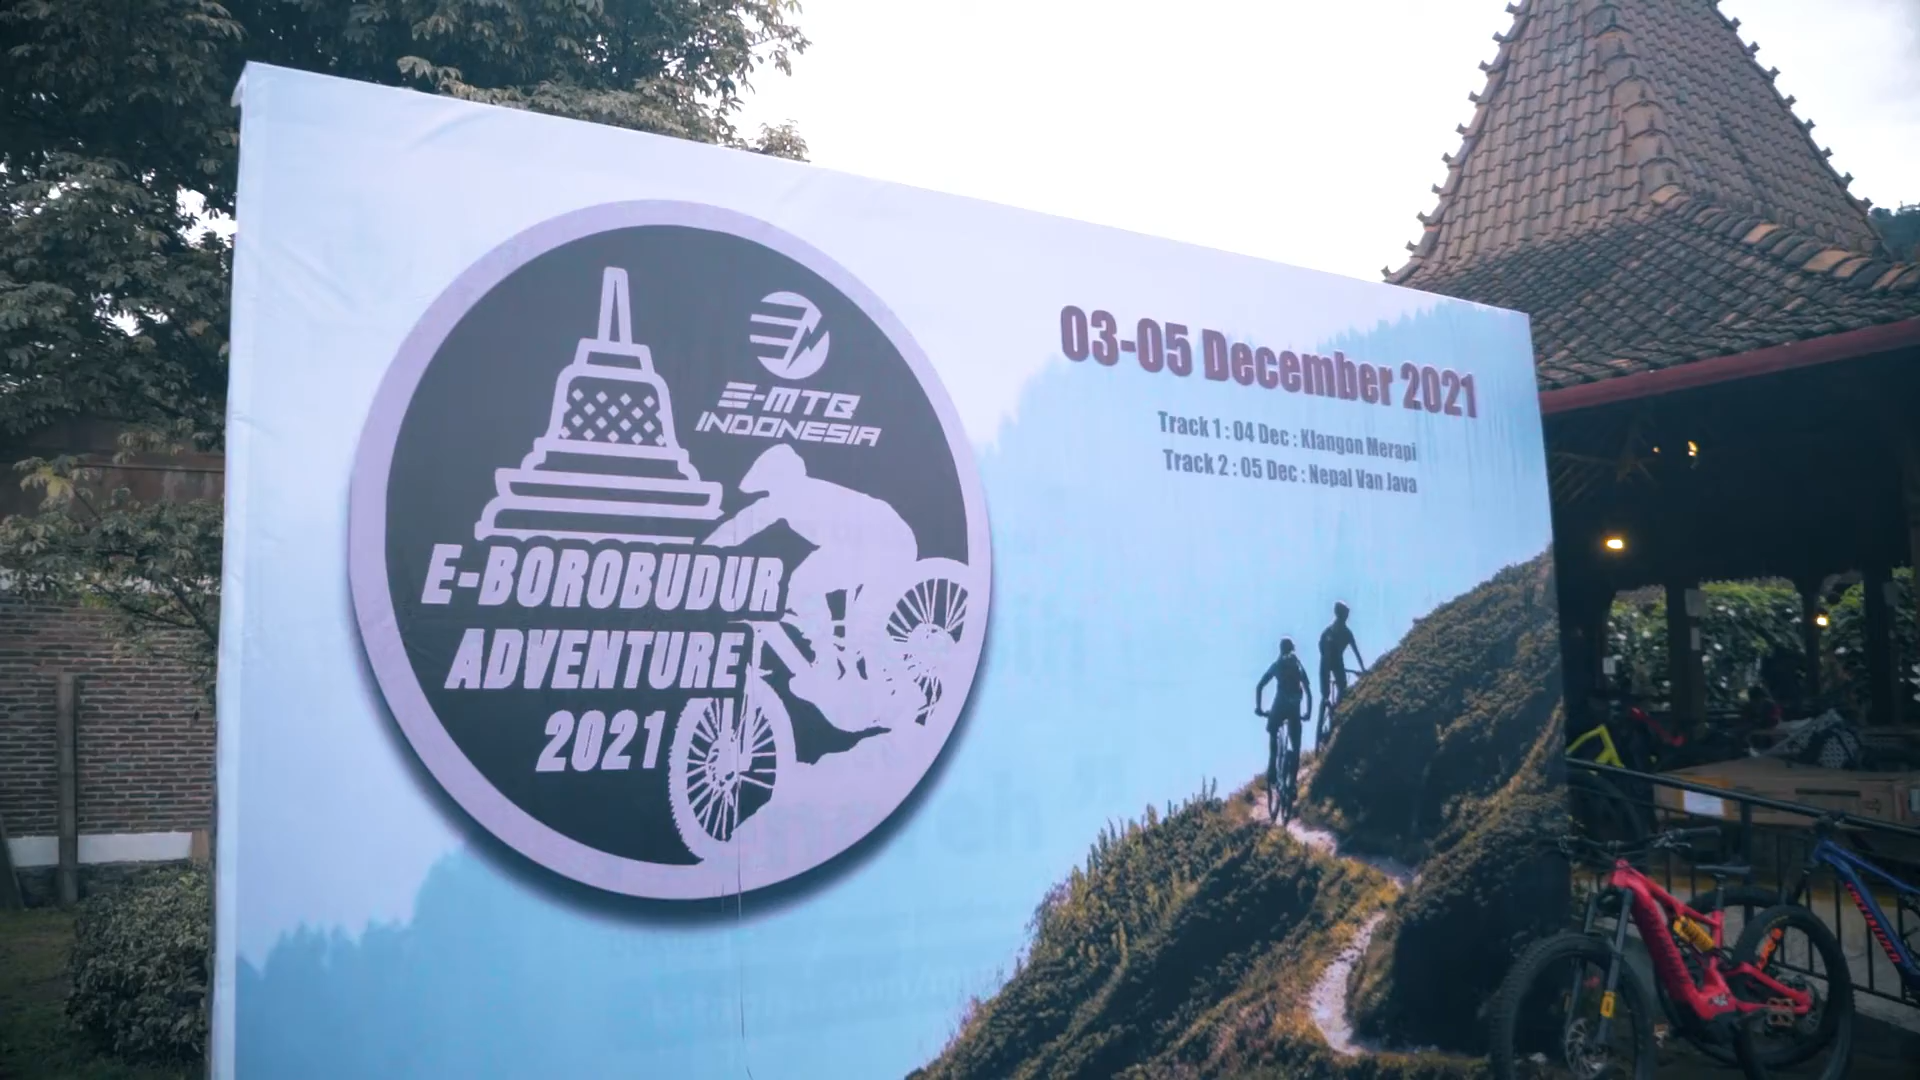 E-MTB
INDONESIA
E-BOROBUDUR
ADVENTURE
2021
03-05 December 2021
Track 1 : 04 Dec : Klangon Merapi
Track 2 : 05 Dec : Nepal Van Java